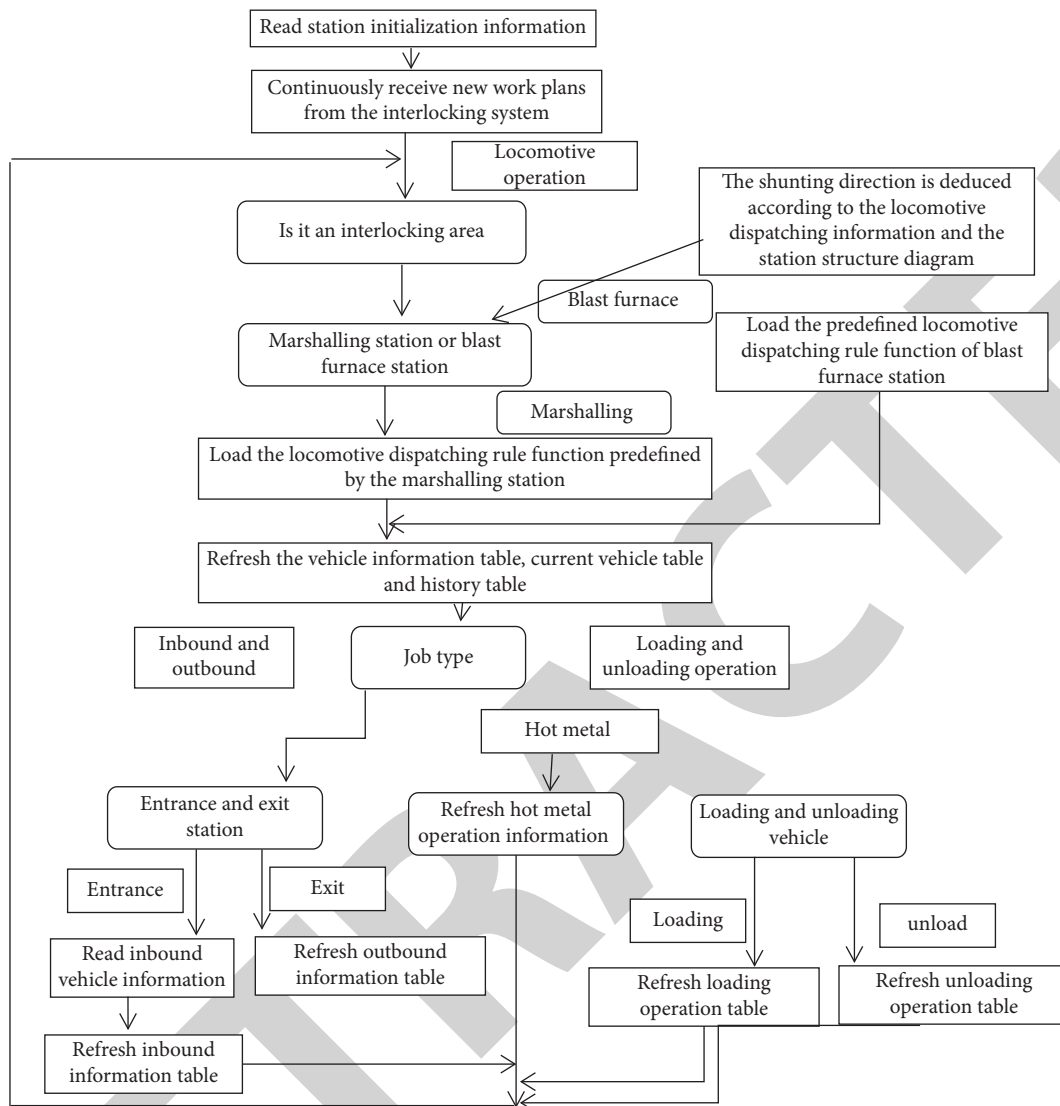 Read station initialization information
Continuously receive new work plans
from the interlocking system
Locomotive
operation
The shunting direction is deduced
according to the locomotive
dispatching information and the
station structure diagram
Is it an interlocking area
Blast furnace
Marshalling station or blast
furnace station
Load the predefined locomotive
dispatching rule function of blast
furnace station
Marshalling
Load the locomotive dispatching rule function predefined
by the marshalling station
Refresh the vehicle information table, current vehicle table
and history table
Inbound and
outbound
Job type
Loading and
unloading operation
Hot metal
Entrance and exit
station
Refresh hot metal
operation information
Loading and unloading
vehicle
Entrance
Exit
Loading
unload
Read inbound
vehicle information
Refresh outbound
information table
Refresh loading
operation table
Refresh unloading
operation table
Refresh inbound
information table
TRACTE